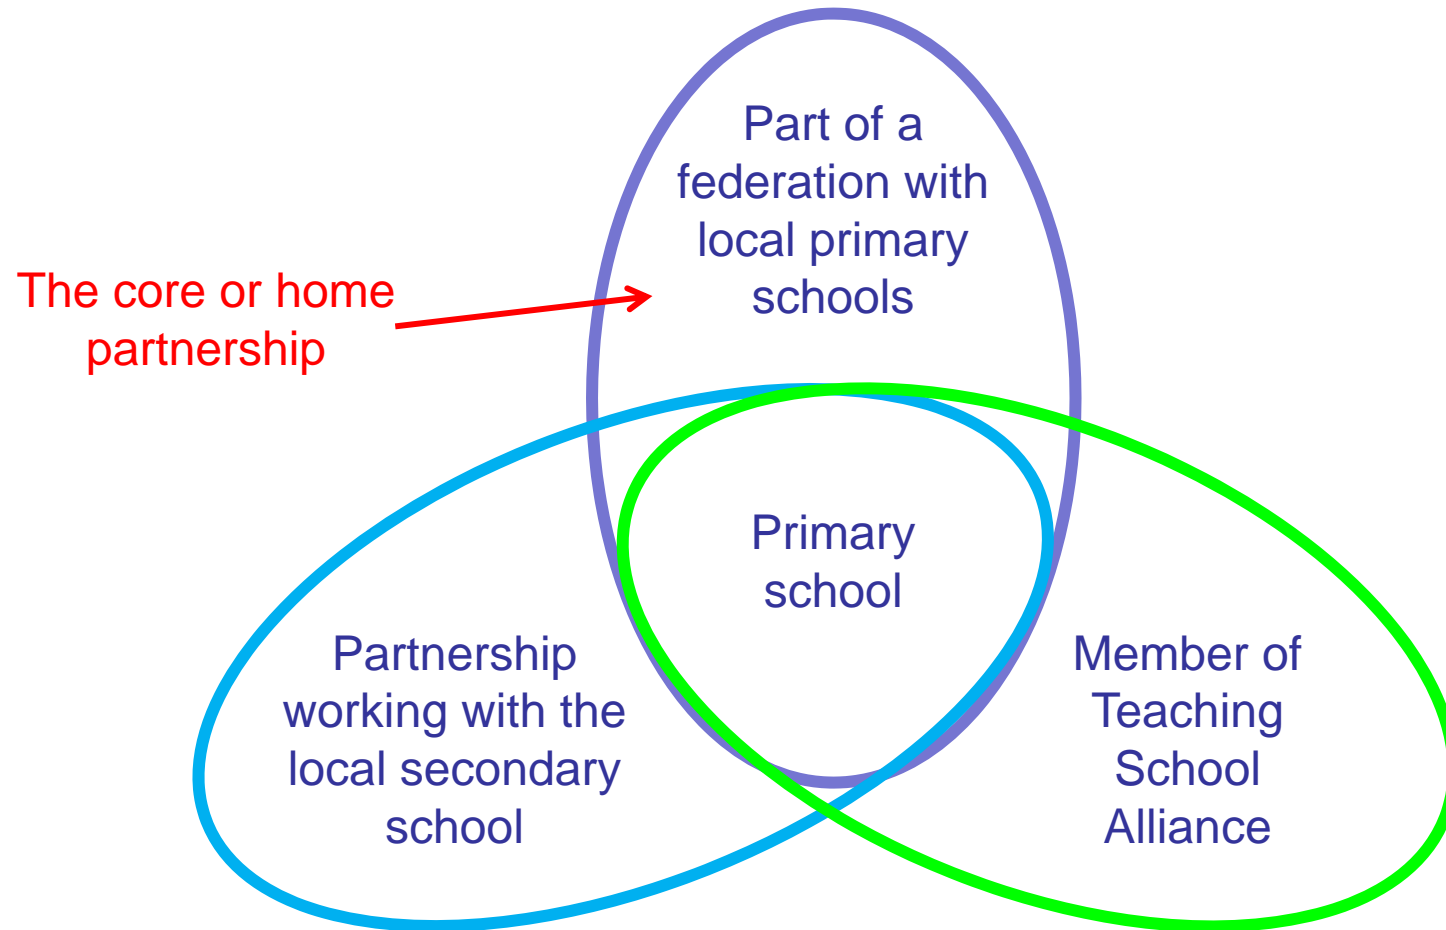 Part of a
federation with
local primary
schools
The core or home
partnership
Primary
school
Partnership
working with the
local secondary
school
Member of
Teaching
School
Alliance